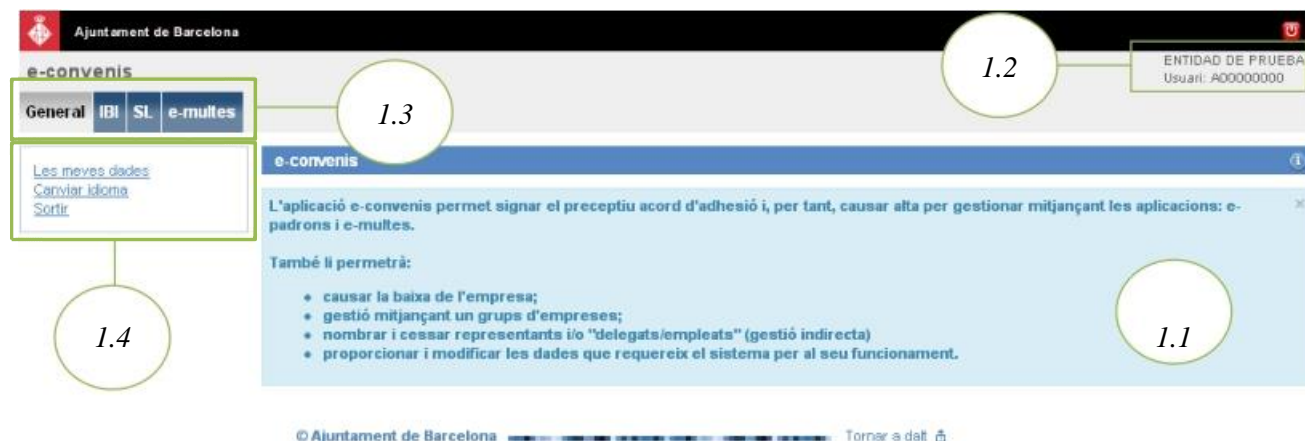 Ajuntament de Barcelona
1.2
ENTIDAD DE PRUEBA
Usuari: A00000000
e-convenis
General IBI SL e-multes
1.3
Les meves dades
Canviar idioma
Sortir
e-convenis
L'aplicació e-convenis permet signar el preceptiu acord d'adhesió i, per tant, causar alta per gestionar mitjançant les aplicacions: e-
padrons i e-multes.
També li permetrà:
• causar la baixa de l'empresa;
• gestió mitjançant un grups d'empreses;
• nombrar i cessar representants i/o "delegats/empleats" (gestió indirecta)
• proporcionar i modificar les dades que requereix el sistema per al seu funcionament.
1.4
1.1
© Ajuntament de Barcelona Tornar a dalt